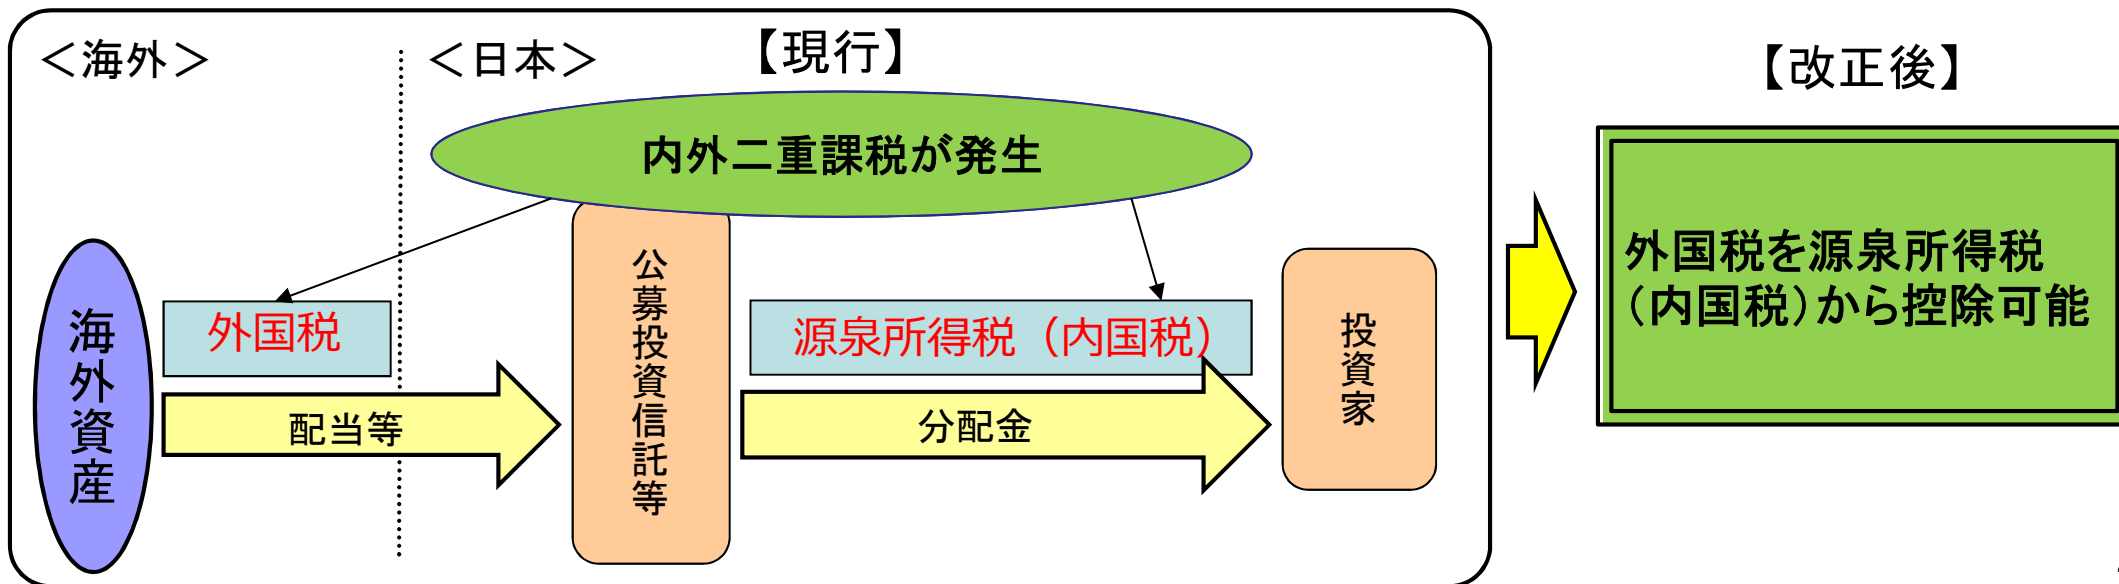 ＜海外＞
＜日本＞
【現行】
内外二重課税が発生
海外資産
外国税
配当等
公募投資信託等
源泉所得税（内国税）
分配金
投資家
【改正後】
外国税を源泉所得税
（内国税）から控除可能